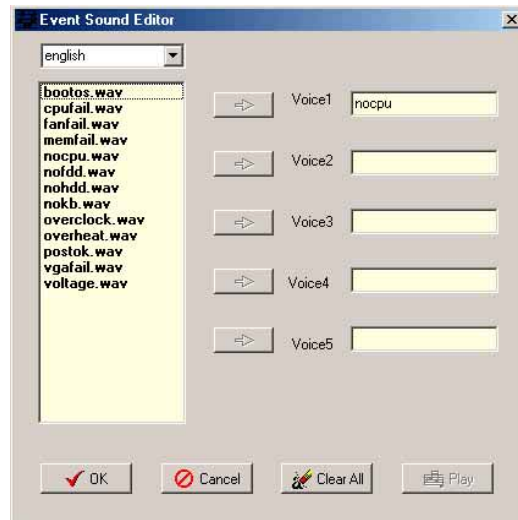 Event Sound Editor
english
bootos.wav
cpufail.wav
fanfail.wav
memfail.wav
nocpu.wav
nofdd.wav
nohdd.wav
nokb.wav
overclock.wav
overheat.wav
postok.wav
vgafail.wav
voltage.wav
Voice1 nocpu
Voice2
Voice3
Voice4
Voice5
OK Cancel Clear All Play